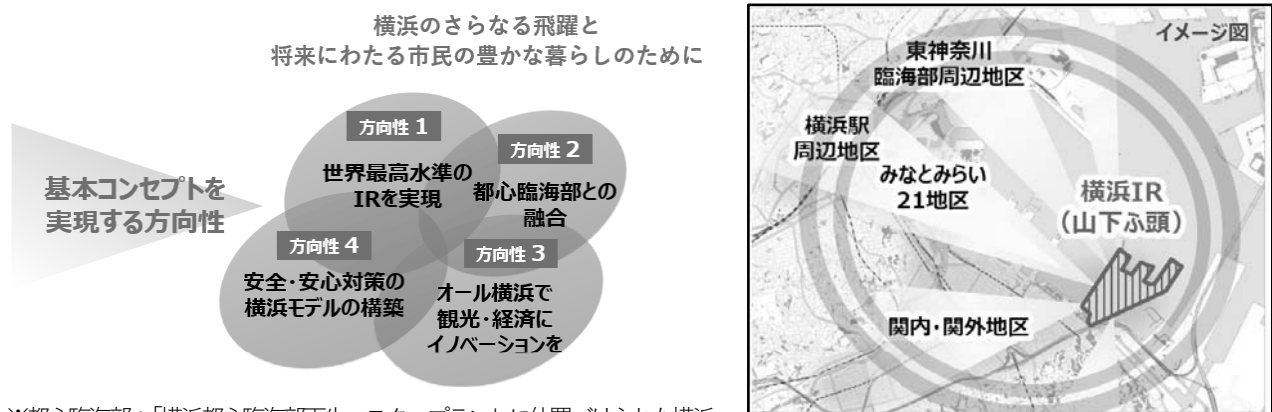 横浜のさらなる飛躍と
将来にわたる市民の豊かな暮らしのために
基本コンセプトを
実現する方向性
方向性 1
世界最高水準の
IRを実現
方向性 2
都心臨海部との
融合
方向性 4
安全・安心対策の
横浜モデルの構築
方向性 3
オール横浜で
観光・経済に
イノベーションを
イメージ図
東神奈川
臨海部周辺地区
横浜駅
周辺地区
みなとみらい
21地区
横浜IR
(山下ふ頭)
関内・関外地区